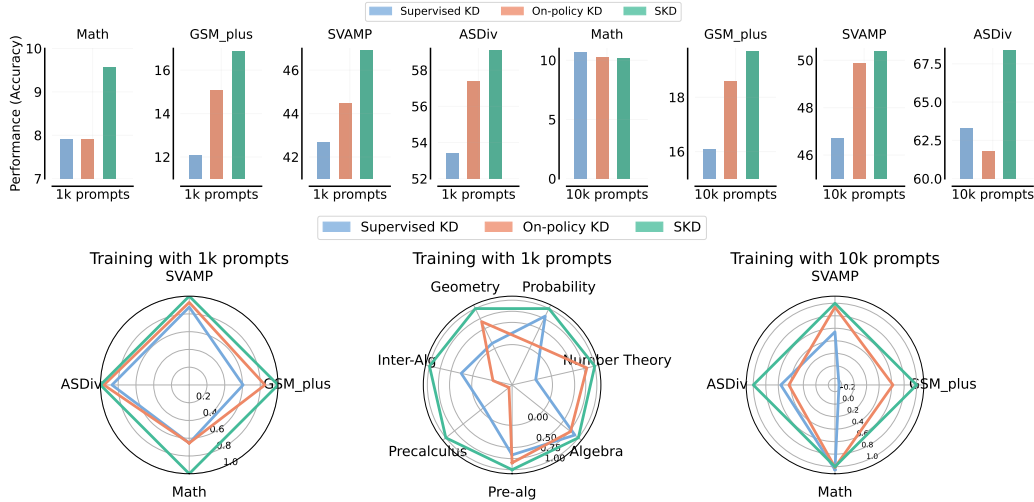 Supervised KD On-policy KD SKD
Math GSM_plus SVAMP ASDiv Math GSM_plus SVAMP ASDiv
Performance (Accuracy)
10
9
8
7
16
14
12
46
44
42
58
56
54
52
10
5
0
18
16
50
48
46
67.5
65.0
62.5
60.0
1k prompts 1k prompts 1k prompts 1k prompts 10k prompts 10k prompts 10k prompts 10k prompts
Supervised KD On-policy KD SKD
Training with 1k prompts
SVAMP
ASDiv
GSM_plus
0.2
0.4
0.6
0.8
1.0
Math
Training with 1k prompts
Geometry Probability
Inter-Alg Number Theory
0.00
0.50
0.75
1.00
Precalculus Algebra
Pre-alg
Training with 10k prompts
SVAMP
ASDiv
GSM_plus
-0.2
0.0
0.2
0.4
0.6
0.8
1.0
Math